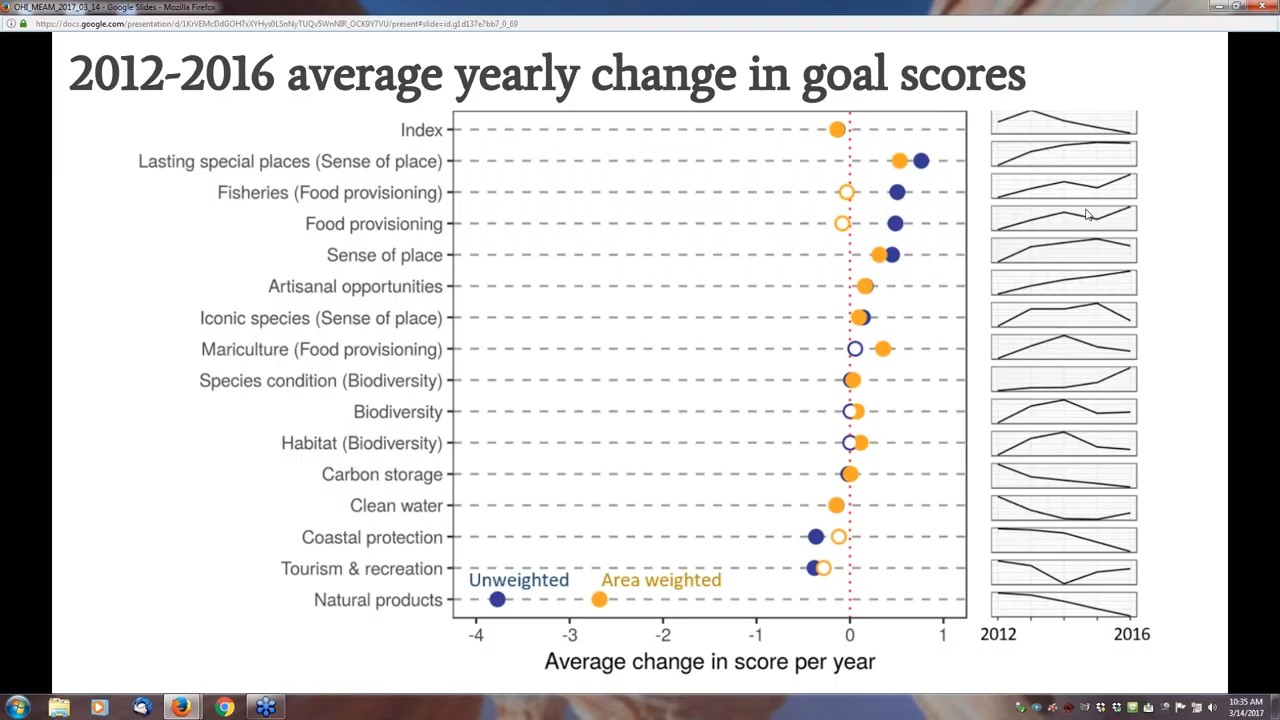 OHI_MEAM_2017_03_14 - Google Slides - Mozilla Firefox
2012-2016 average yearly change in goal scores
Index
Lasting special places (Sense of place)
Fisheries (Food provisioning)
Food provisioning
Sense of place
Artisanal opportunities
Iconic species (Sense of place)
Mariculture (Food provisioning)
Species condition (Biodiversity)
Biodiversity
Habitat (Biodiversity)
Carbon storage
Clean water
Coastal protection
Tourism & recreation
Unweighted Area weighted
Natural products
-4 -3 -2 -1 0 1
2012 2016
Average change in score per year
10:35 AM
3/14/2017